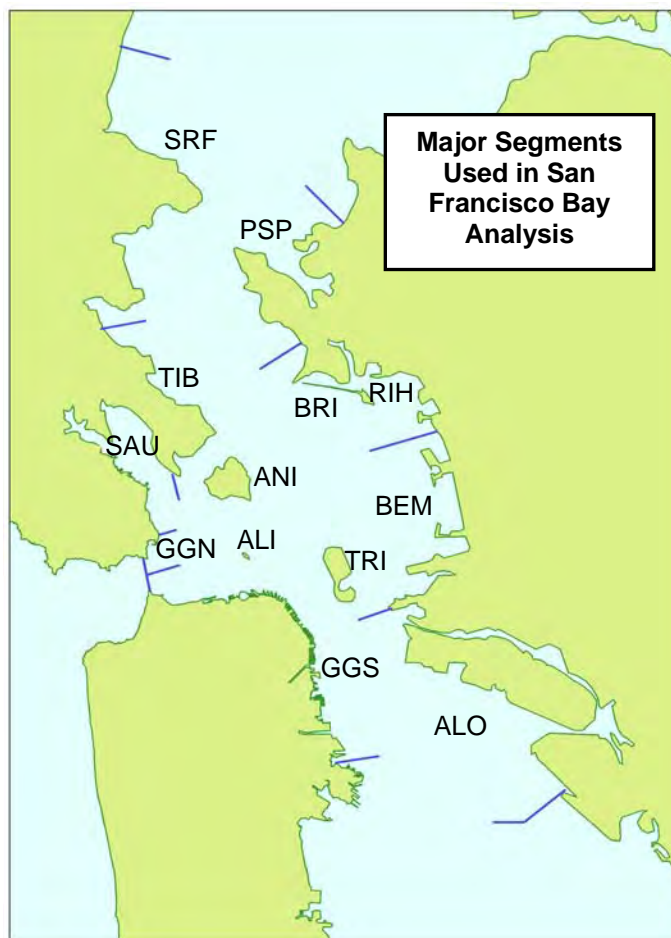 SRF
Major Segments
Used in San
Francisco Bay
Analysis
PSP
TIB
RIH
BRI
SAU
ANI
BEM
ALI
GGN
TRI
GGS
ALO